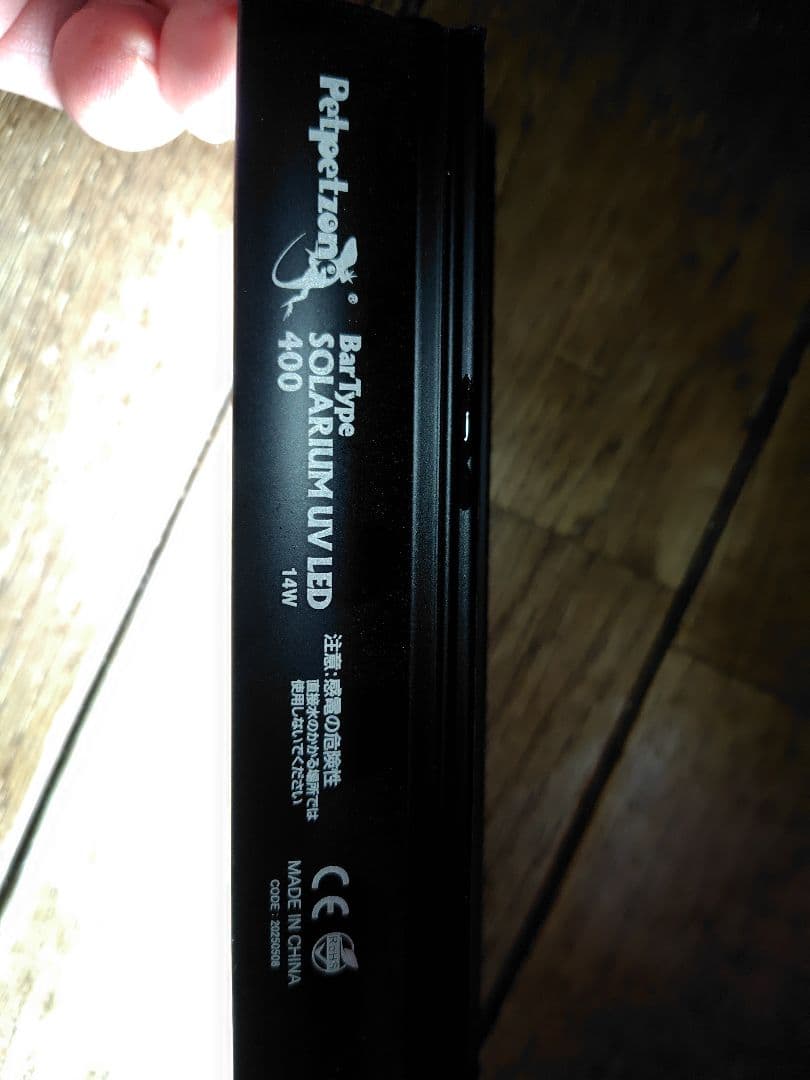 Petpetzone®
BarType
SOLARIUM UV LED
400
14W
注意:感電の危険性
直接水のかかる場所では
使用しないでください
CE
RoHS
MADE IN CHINA
CODE : 20250508